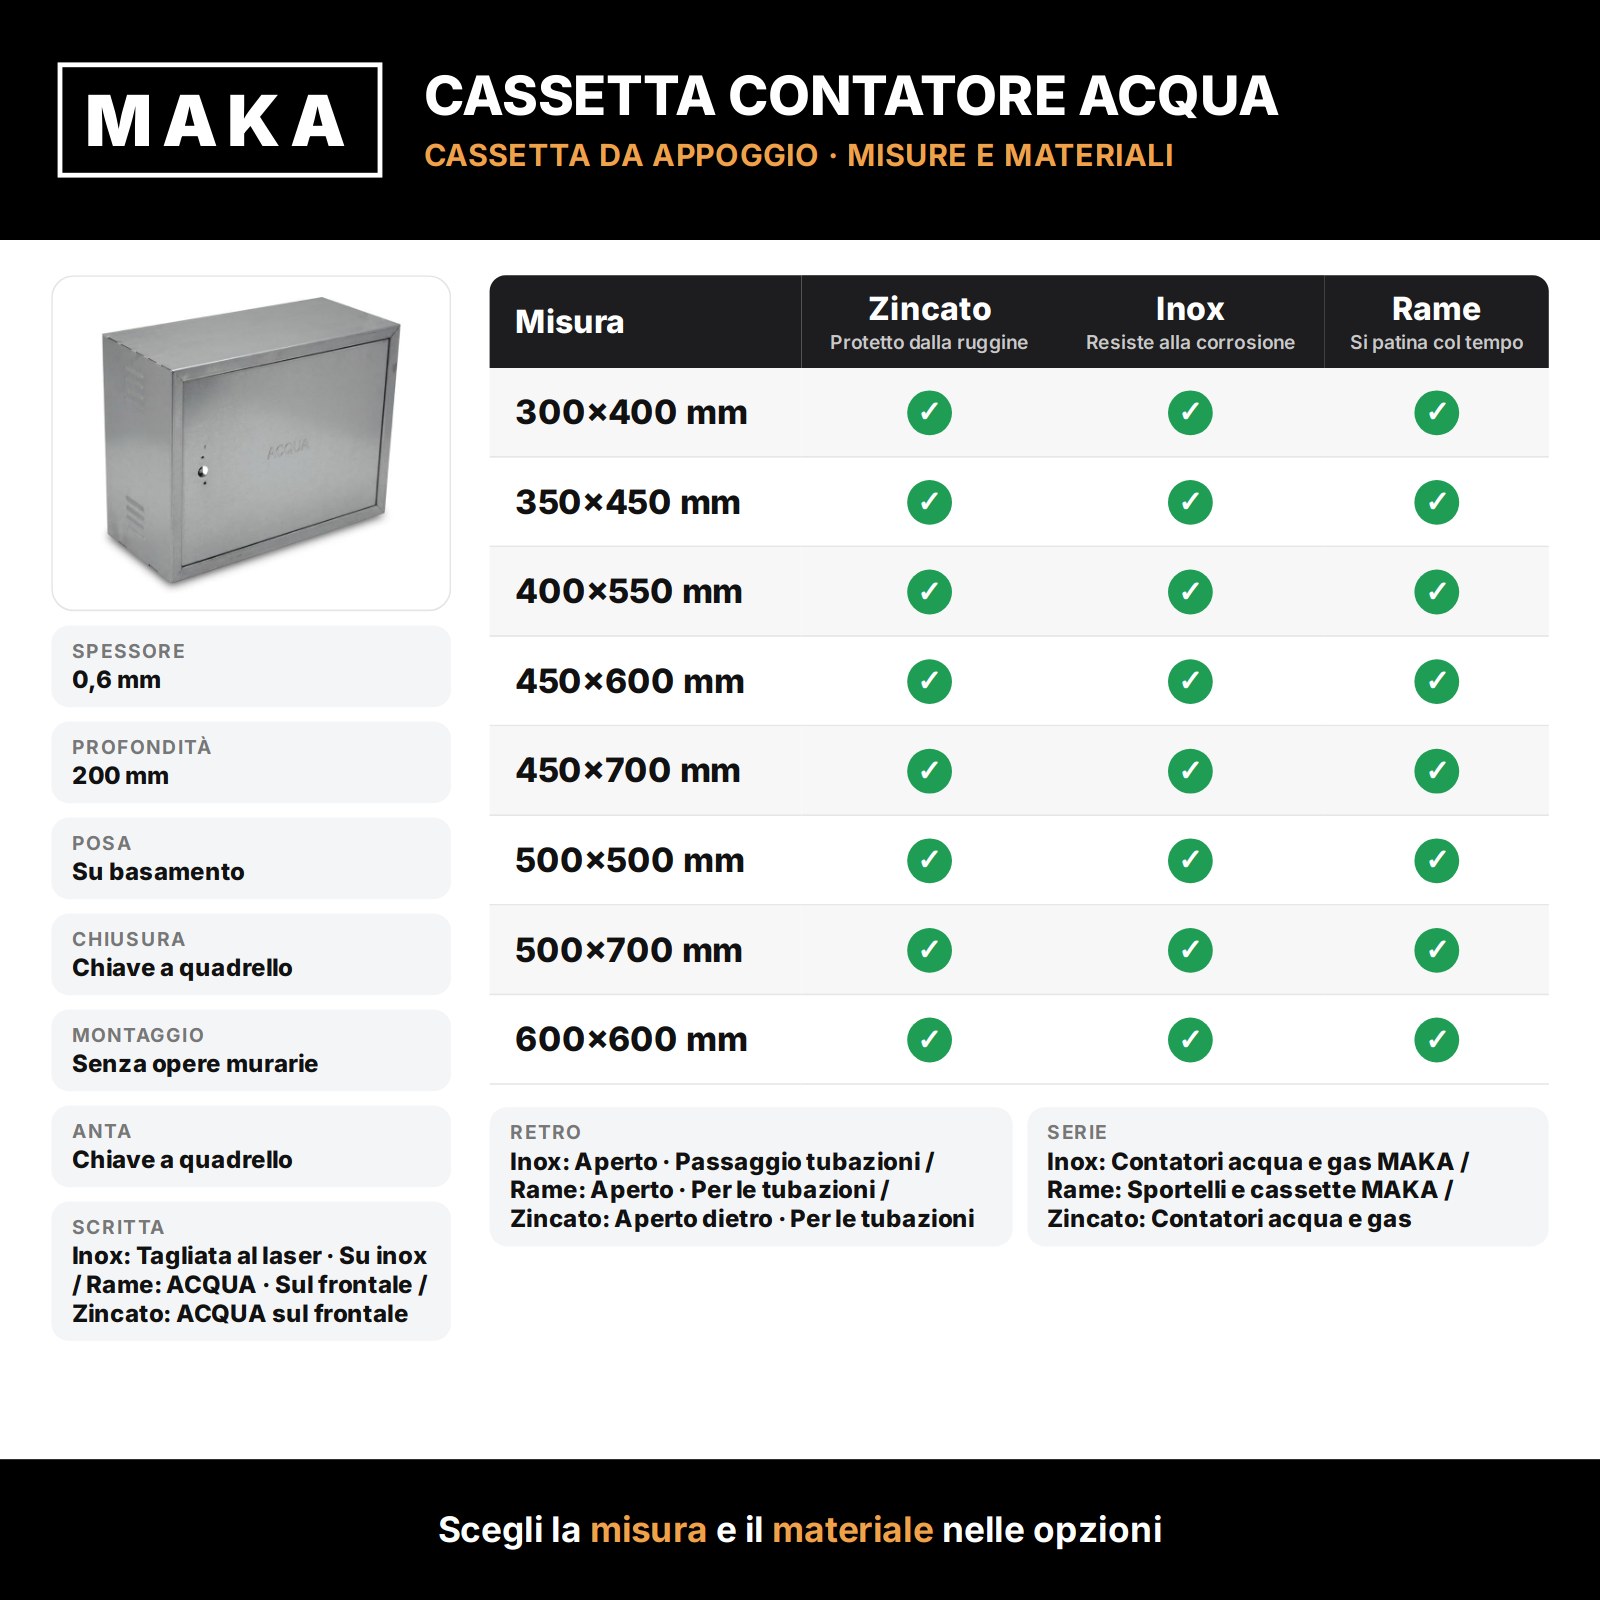 MAKA
CASSETTA CONTATORE ACQUA
CASSETTA DA APPOGGIO · MISURE E MATERIALI
ACQUA
SPESSORE
0,6 mm
PROFONDITÀ
200 mm
POSA
Su basamento
CHIUSURA
Chiave a quadrello
MONTAGGIO
Senza opere murarie
ANTA
Chiave a quadrello
SCRITTA
Inox: Tagliata al laser · Su inox
/ Rame: ACQUA · Sul frontale /
Zincato: ACQUA sul frontale
Misura Zincato Inox Rame
Protetto dalla ruggine Resiste alla corrosione Si patina col tempo
300×400 mm ✓ ✓ ✓
350×450 mm ✓ ✓ ✓
400×550 mm ✓ ✓ ✓
450×600 mm ✓ ✓ ✓
450×700 mm ✓ ✓ ✓
500×500 mm ✓ ✓ ✓
500×700 mm ✓ ✓ ✓
600×600 mm ✓ ✓ ✓
RETRO
Inox: Aperto · Passaggio tubazioni /
Rame: Aperto · Per le tubazioni /
Zincato: Aperto dietro · Per le tubazioni
SERIE
Inox: Contatori acqua e gas MAKA /
Rame: Sportelli e cassette MAKA /
Zincato: Contatori acqua e gas
Scegli la misura e il materiale nelle opzioni